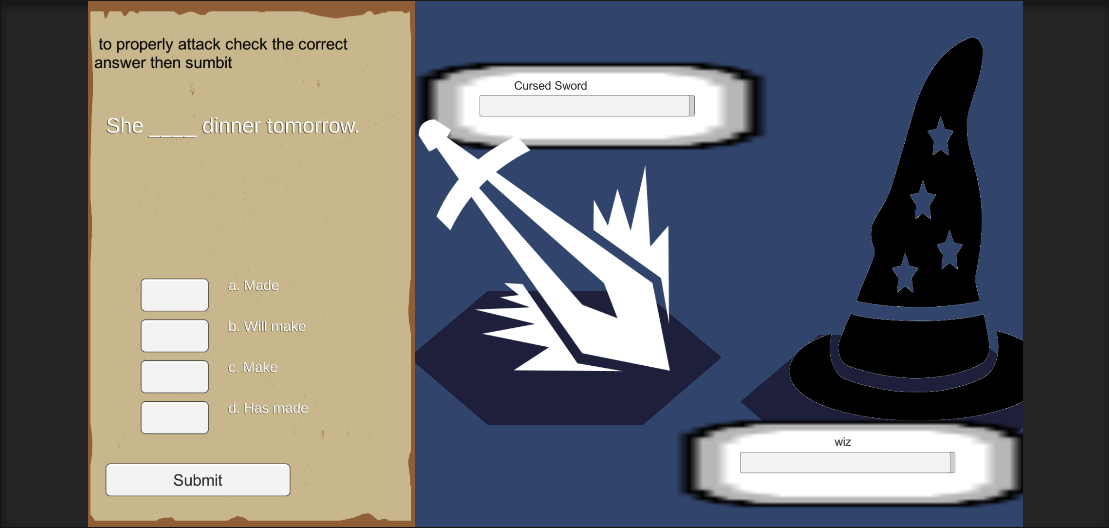 to properly attack check the correct
answer then sumbit
She ____ dinner tomorrow.
a. Made
b. Will make
c. Make
d. Has made
Submit
Cursed Sword
wiz